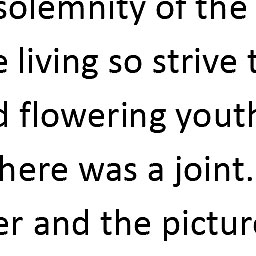 solemnity of the
e living so strive t
d flowering youth
here was a joint.
er and the picture